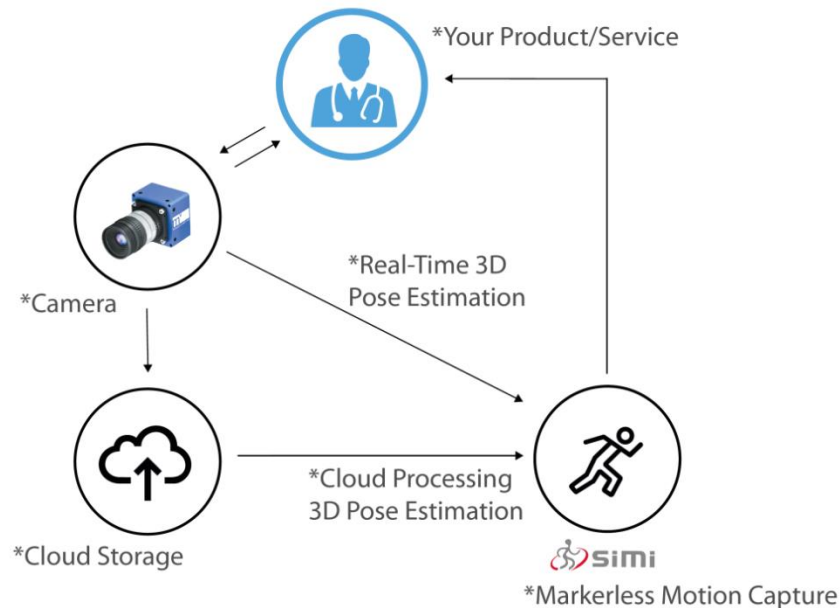 *Your Product/Service
*Real-Time 3D
Pose Estimation
*Camera
*Cloud Processing
3D Pose Estimation
*Cloud Storage
simi
*Markerless Motion Capture